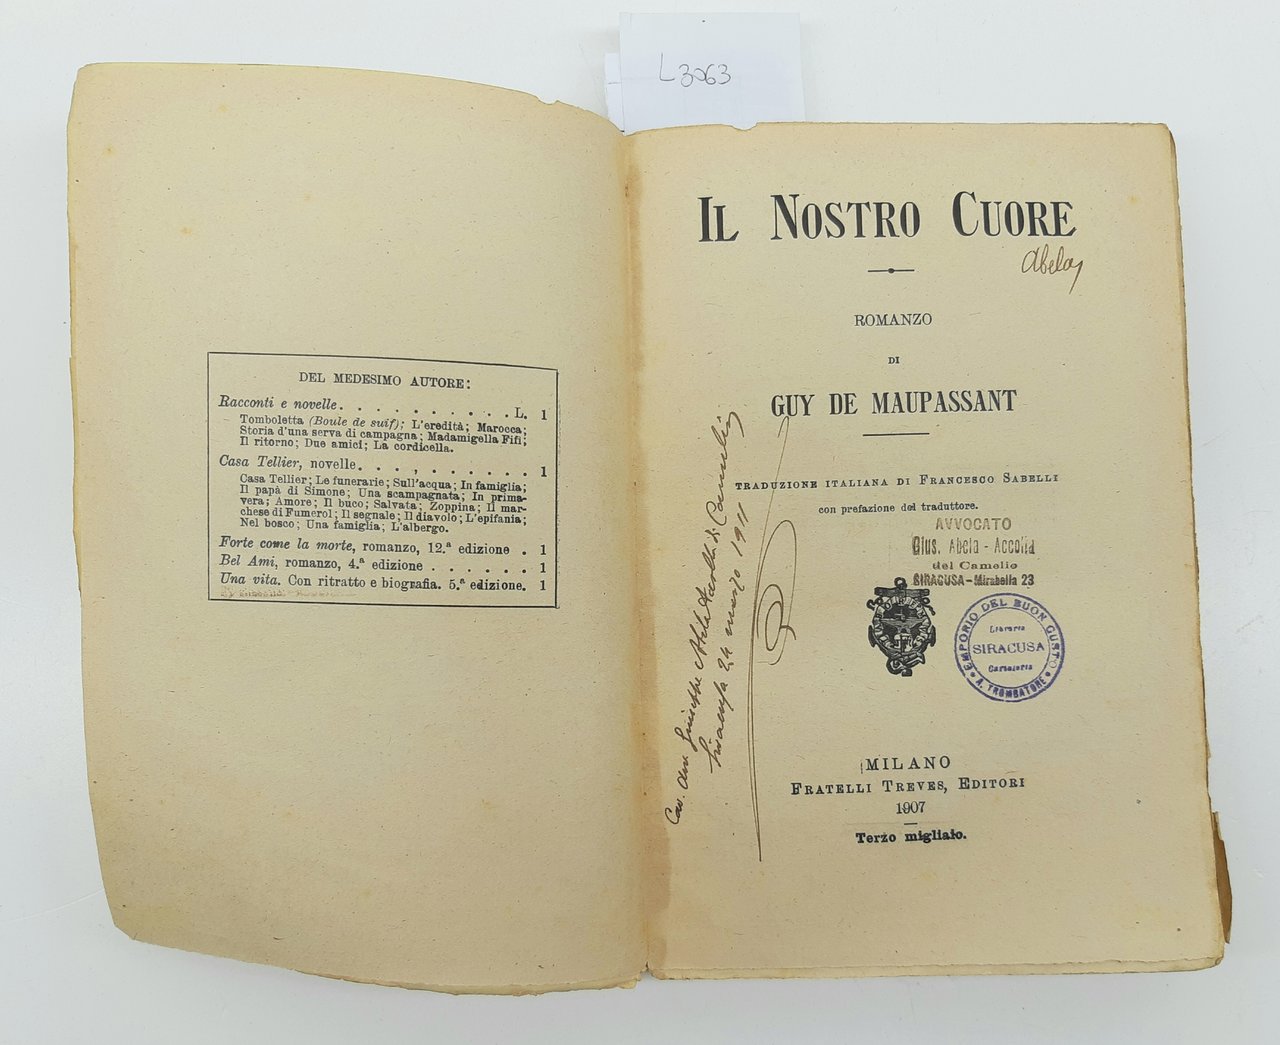 L3063
DEL MEDESIMO AUTORE:
Racconti e novelle. . . . . . . . . . . L. 1
Tomboletta (Boule de suif); L'eredità; Marocca;
Storia d'una serva di campagna; Madamigella Fifi;
Il ritorno; Due amici; La cordicella.
Casa Tellier, novelle. . . . . . . . . . 1
Casa Tellier; Le funerarie; Sull'acqua; In famiglia;
Il papà di Simone; Una scampagnata; In prima-
vera; Amore; Il buco; Salvata; Zoppina; Il mar-
chese di Fumerol; Il segnale; Il diavolo; L'epifania;
Nel bosco; Una famiglia; L'albergo.
Forte come la morte, romanzo, 12.ª edizione . 1
Bel Ami, romanzo, 4.ª edizione . . . . . . 1
Una vita. Con ritratto e biografia. 5.ª edizione. 1
IL NOSTRO CUORE
Abela
ROMANZO
DI
GUY DE MAUPASSANT
TRADUZIONE ITALIANA DI FRANCESCO SABELLI
con prefazione del traduttore.
AVVOCATO
Gius. Abela - Accolla
del Camelio
SIRACUSA - Mirabella 23
EMPORIO DEL BUON GUSTO
Libreria
SIRACUSA
Cartoleria
A. TROMBATORE
Cav. Giuseppe
Siracusa 24 marzo 1911
MILANO
FRATELLI TREVES, EDITORI
1907
Terzo migliaio.